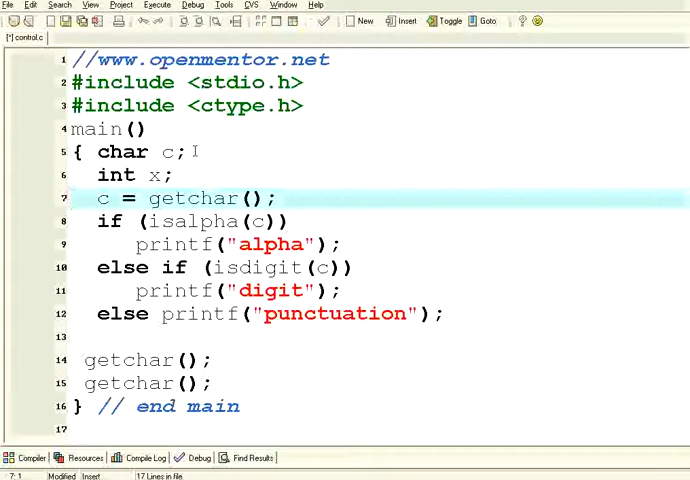 File Edit Search View Project Execute Debug Tools CVS Window Help
New Insert Toggle Goto
[*] control.c
1 //www.openmentor.net
2 #include <stdio.h>
3 #include <ctype.h>
4 main()
5 { char c;
6 int x;
7 c = getchar();
8 if (isalpha(c))
9 printf("alpha");
10 else if (isdigit(c))
11 printf("digit");
12 else printf("punctuation");
13
14 getchar();
15 getchar();
16 } // end main
17
Compiler Resources Compile Log Debug Find Results
7: 1 Modified Insert 17 Lines in file